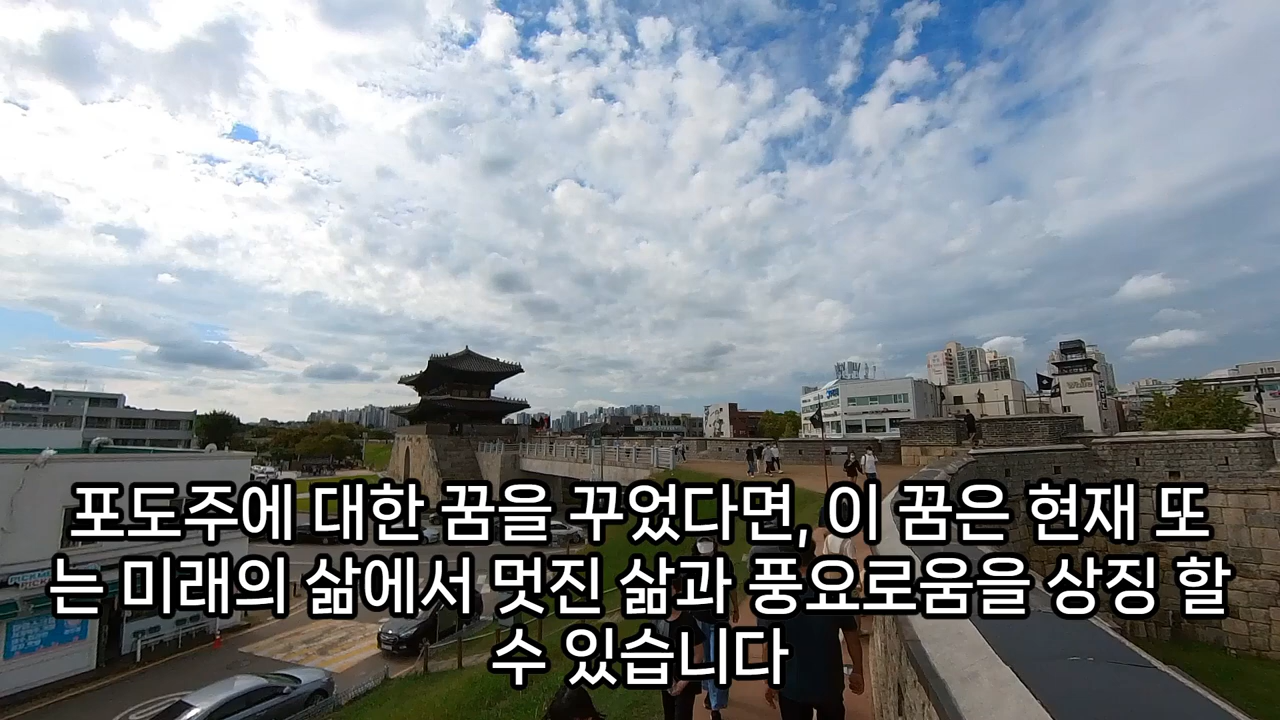 포도주에 대한 꿈을 꾸었다면, 이 꿈은 현재 또
는 미래의 삶에서 멋진 삶과 풍요로움을 상징 할
수 있습니다